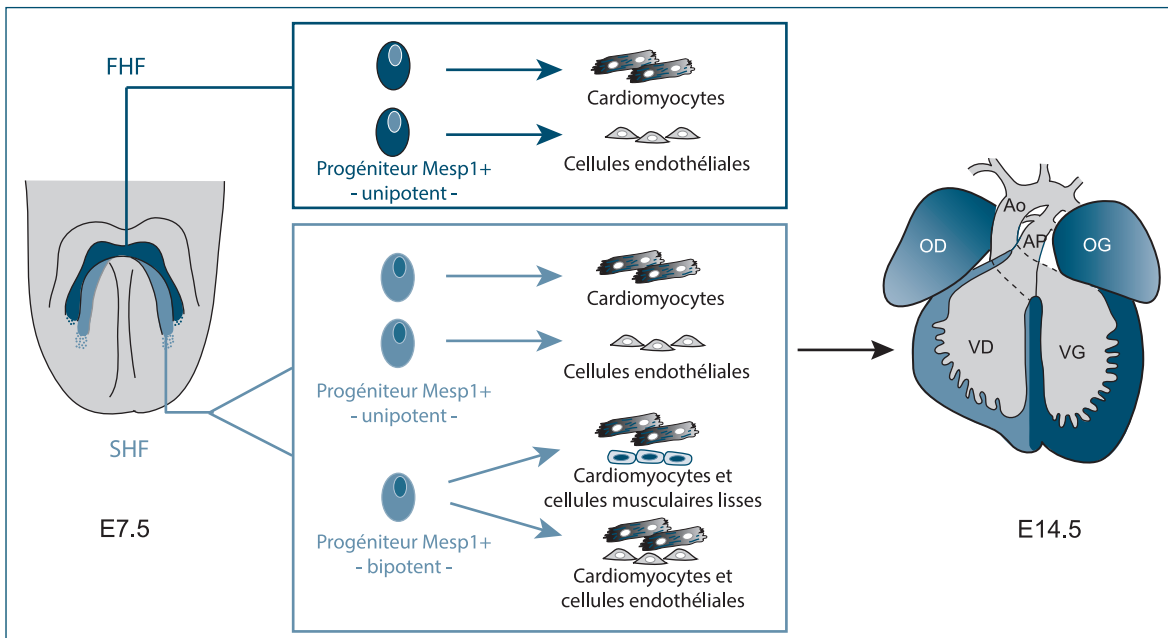 FHF
SHF
E7.5
Cardiomyocytes
Cellules endothéliales
Progéniteur Mesp1+
- unipotent -
Cardiomyocytes
Cellules endothéliales
Progéniteur Mesp1+
- unipotent -
Cardiomyocytes et
cellules musculaires lisses
Progéniteur Mesp1+
- bipotent -
Cardiomyocytes et
cellules endothéliales
Ao
AP
OD
OG
VD
VG
E14.5